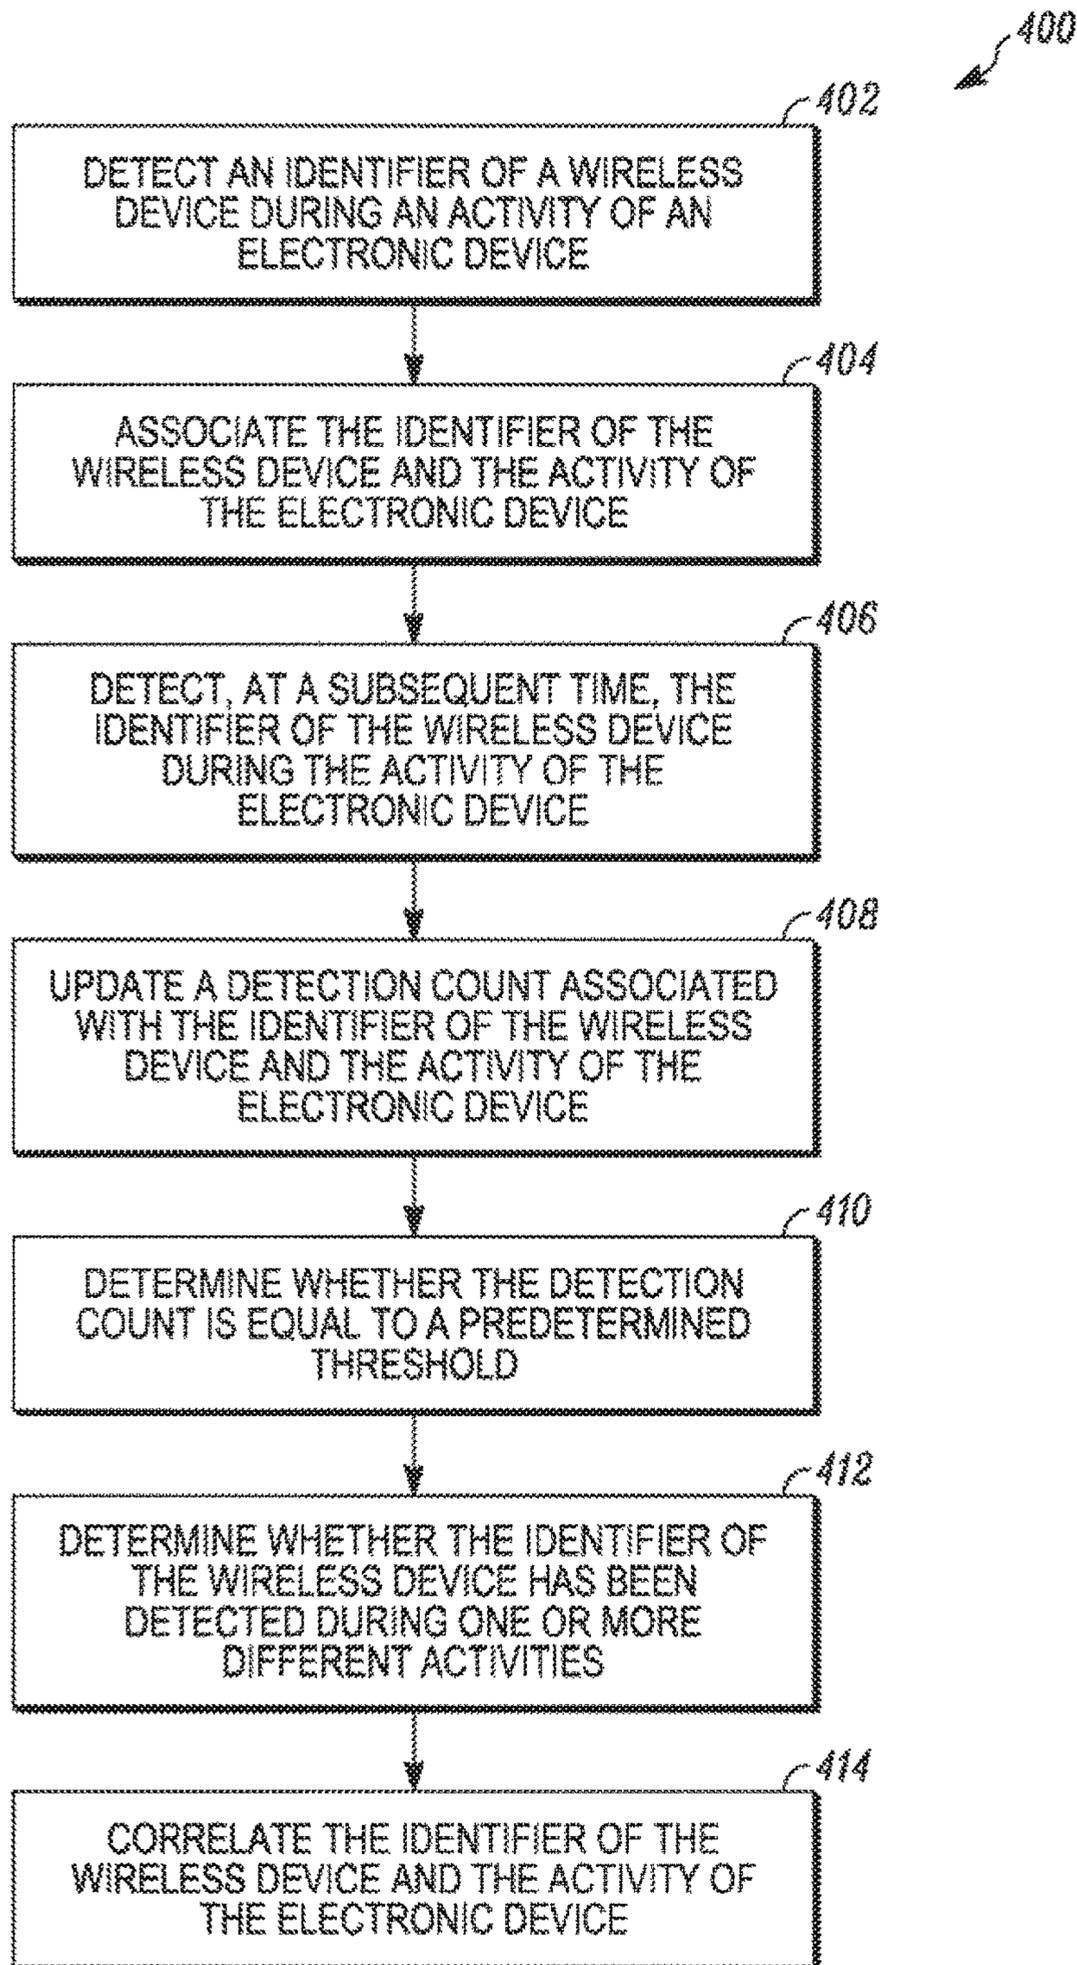 400
402
DETECT AN IDENTIFIER OF A WIRELESS
DEVICE DURING AN ACTIVITY OF AN
ELECTRONIC DEVICE
404
ASSOCIATE THE IDENTIFIER OF THE
WIRELESS DEVICE AND THE ACTIVITY OF
THE ELECTRONIC DEVICE
406
DETECT, AT A SUBSEQUENT TIME, THE
IDENTIFIER OF THE WIRELESS DEVICE
DURING THE ACTIVITY OF THE
ELECTRONIC DEVICE
408
UPDATE A DETECTION COUNT ASSOCIATED
WITH THE IDENTIFIER OF THE WIRELESS
DEVICE AND THE ACTIVITY OF THE
ELECTRONIC DEVICE
410
DETERMINE WHETHER THE DETECTION
COUNT IS EQUAL TO A PREDETERMINED
THRESHOLD
412
DETERMINE WHETHER THE IDENTIFIER OF
THE WIRELESS DEVICE HAS BEEN
DETECTED DURING ONE OR MORE
DIFFERENT ACTIVITIES
414
CORRELATE THE IDENTIFIER OF THE
WIRELESS DEVICE AND THE ACTIVITY OF
THE ELECTRONIC DEVICE